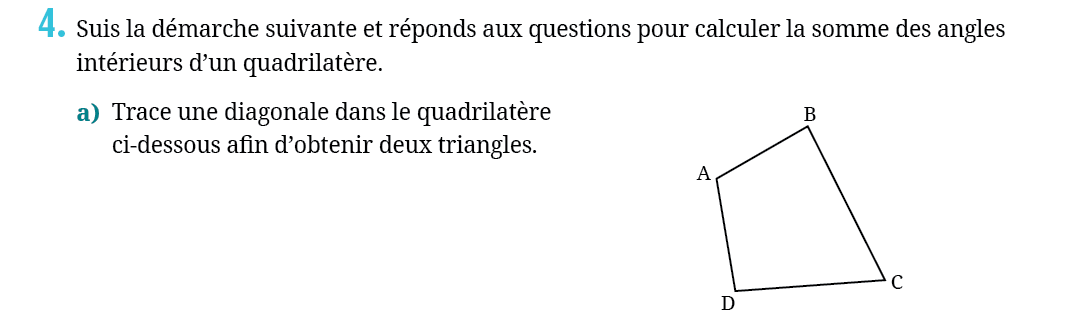 4. Suis la démarche suivante et réponds aux questions pour calculer la somme des angles
intérieurs d’un quadrilatère.
a) Trace une diagonale dans le quadrilatère
ci-dessous afin d’obtenir deux triangles.
B
A
C
D